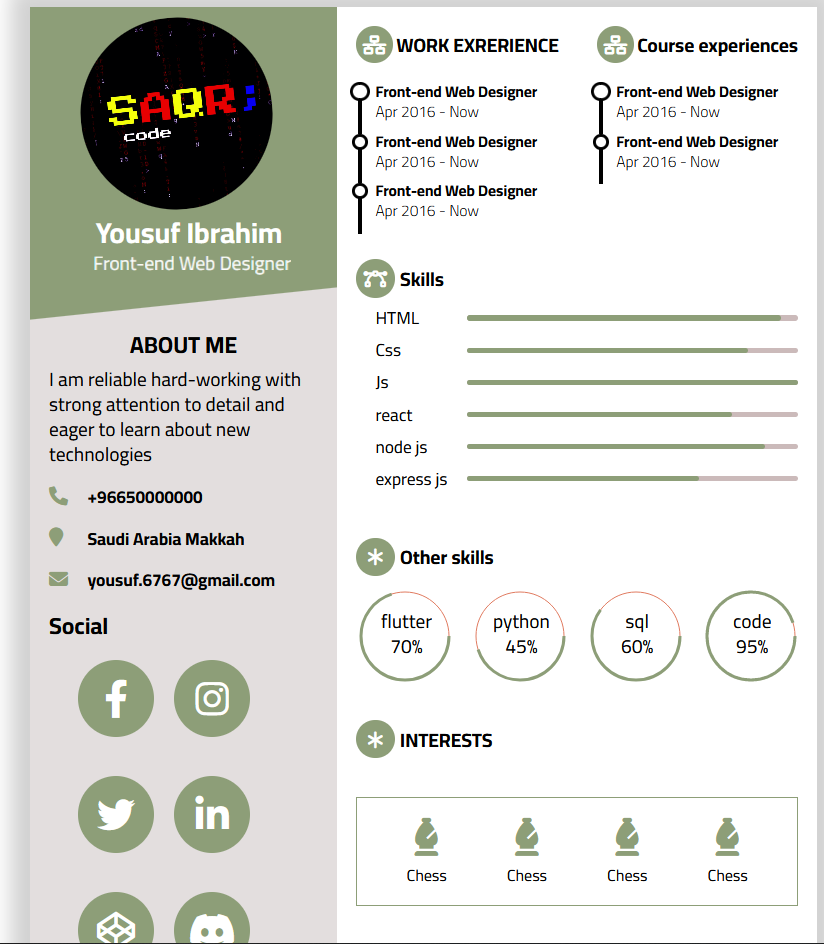 SAQR;
code
Yousuf Ibrahim
Front-end Web Designer
ABOUT ME
I am reliable hard-working with
strong attention to detail and
eager to learn about new
technologies
+96650000000
Saudi Arabia Makkah
yousuf.6767@gmail.com
Social
WORK EXRERIENCE
Front-end Web Designer
Apr 2016 - Now
Front-end Web Designer
Apr 2016 - Now
Front-end Web Designer
Apr 2016 - Now
Course experiences
Front-end Web Designer
Apr 2016 - Now
Front-end Web Designer
Apr 2016 - Now
Skills
HTML
Css
Js
react
node js
express js
Other skills
flutter
70%
python
45%
sql
60%
code
95%
INTERESTS
Chess
Chess
Chess
Chess